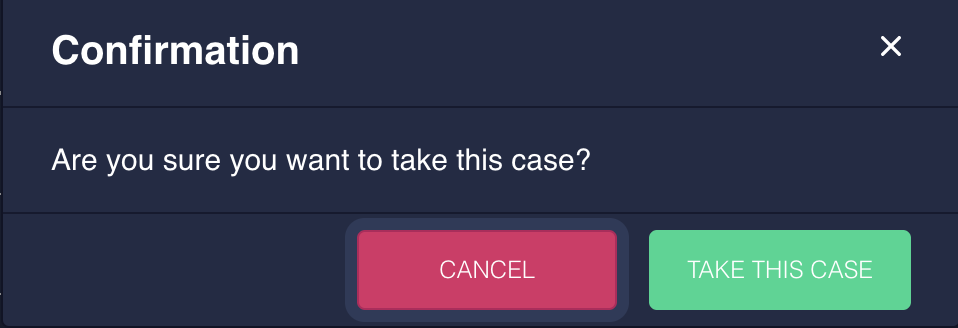 Confirmation
Are you sure you want to take this case?
CANCEL
TAKE THIS CASE